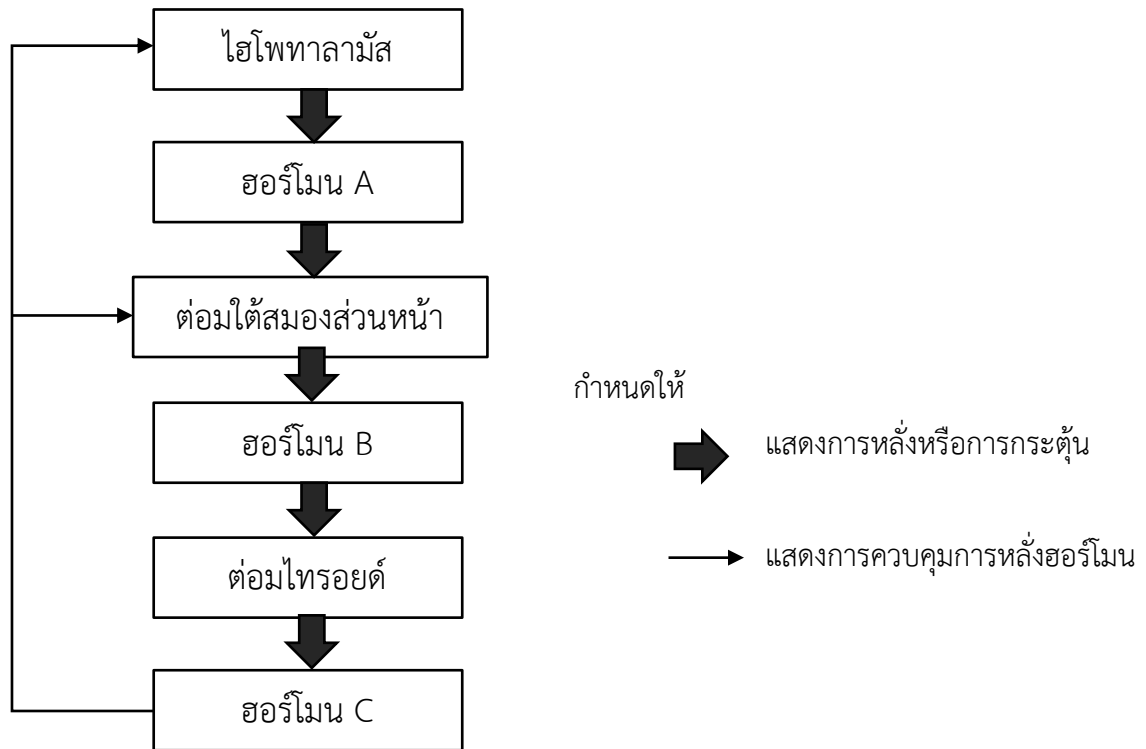 ไฮโพทาลามัส
ฮอร์โมน A
ต่อมใต้สมองส่วนหน้า
ฮอร์โมน B
ต่อมไทรอยด์
ฮอร์โมน C
กำหนดให้
แสดงการหลั่งหรือการกระตุ้น
แสดงการควบคุมการหลั่งฮอร์โมน